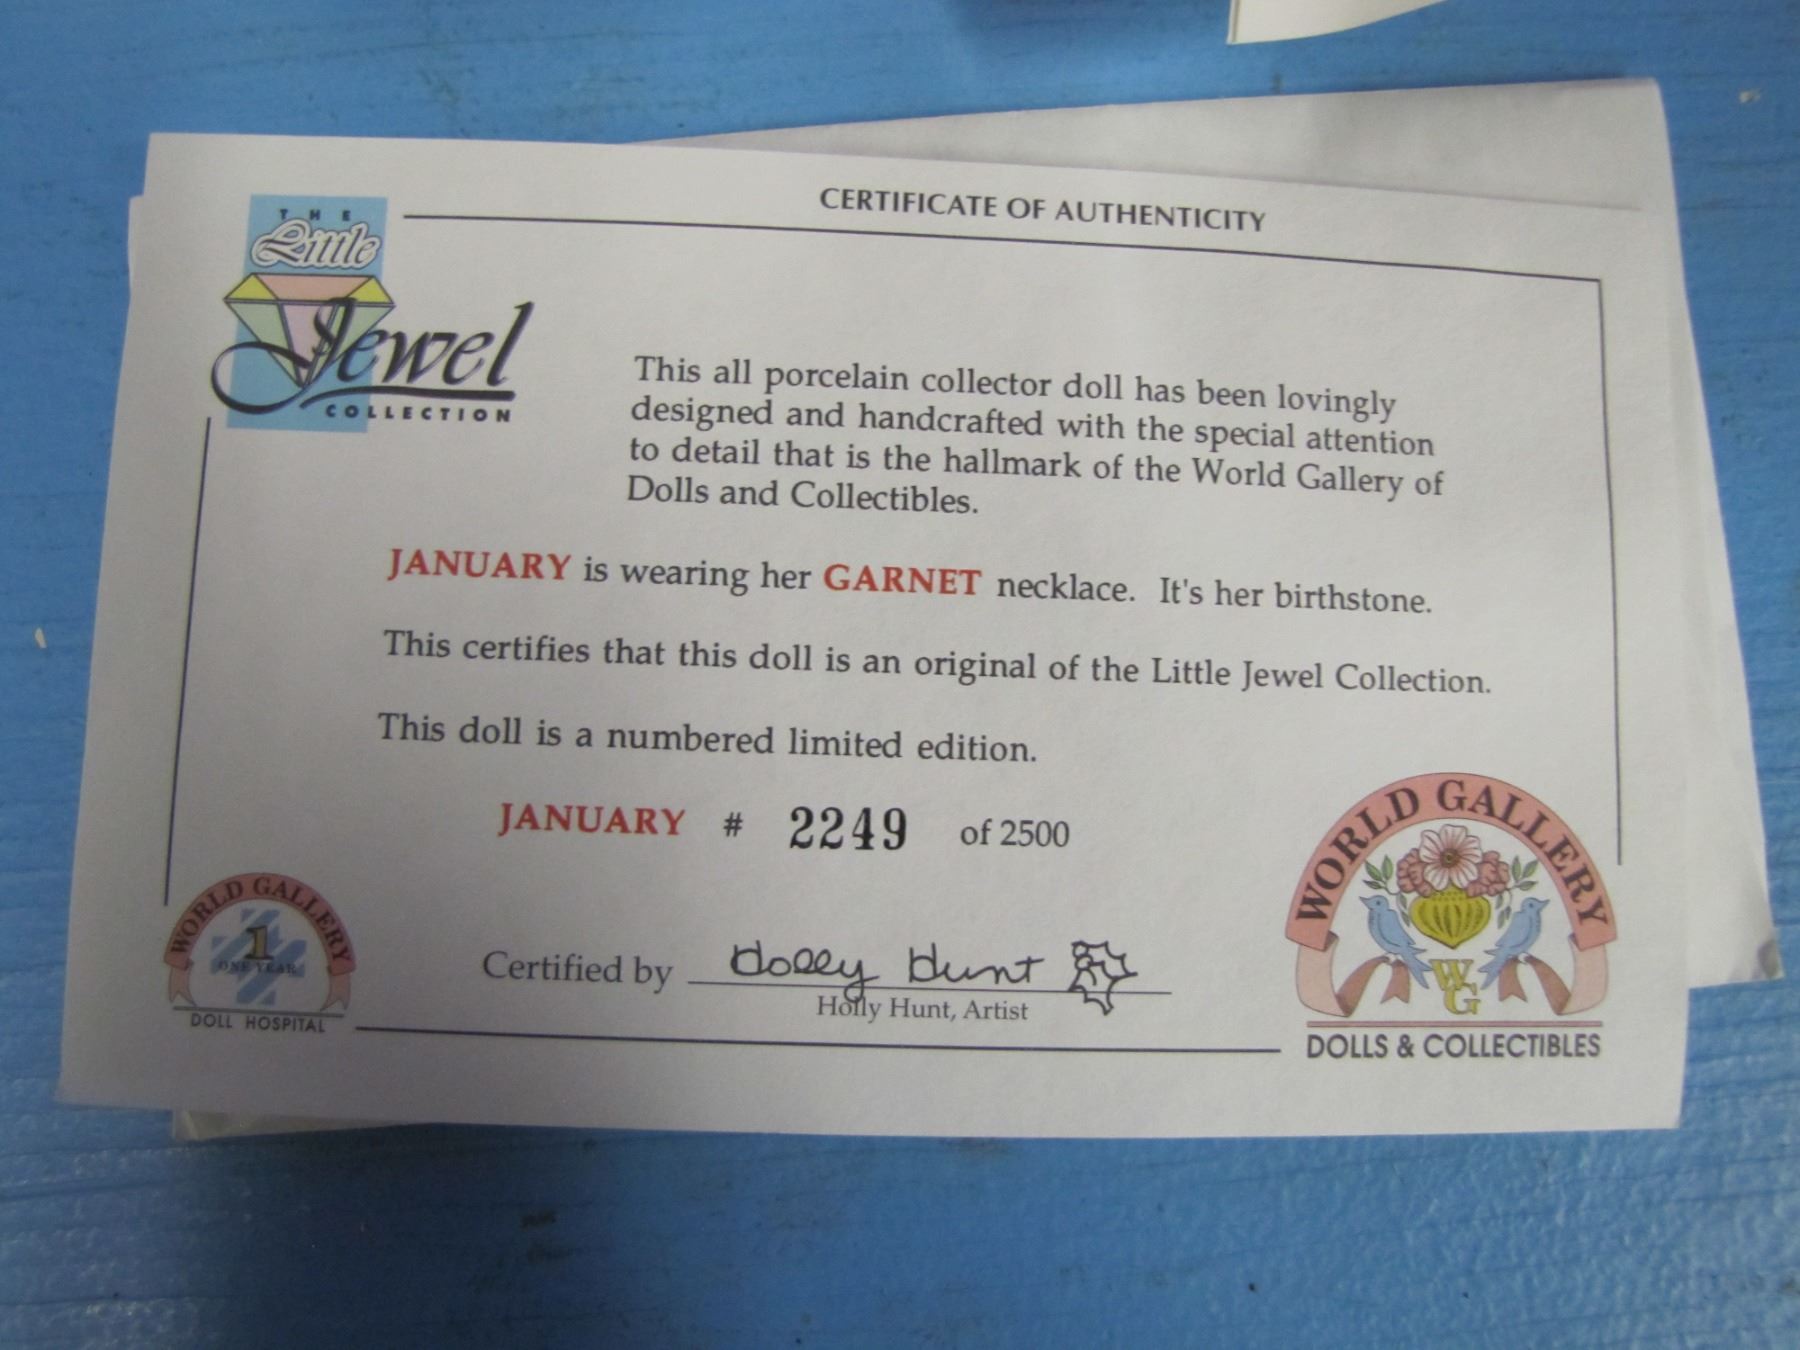 CERTIFICATE OF AUTHENTICITY
THE
Little
Jewel
COLLECTION
This all porcelain collector doll has been lovingly
designed and handcrafted with the special attention
to detail that is the hallmark of the World Gallery of
Dolls and Collectibles.
JANUARY is wearing her GARNET necklace. It's her birthstone.
This certifies that this doll is an original of the Little Jewel Collection.
This doll is a numbered limited edition.
JANUARY # 2249 of 2500
WORLD GALLERY
1
ONE YEAR
DOLL HOSPITAL
Certified by Holly Hunt
Holly Hunt, Artist
WORLD GALLERY
WG
DOLLS & COLLECTIBLES